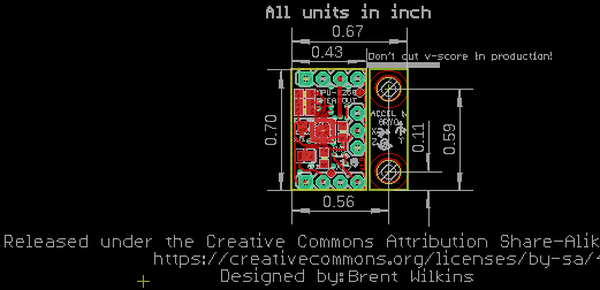 All units in inch
0.67
0.43
Don't cut v-score in production!
0.70
ACCEL &
GRYO
X
Y
Z
0.11
0.59
0.56
Released under the Creative Commons Attribution Share-Alik
https://creativecommons.org/licenses/by-sa/4
Designed by: Brent Wilkins